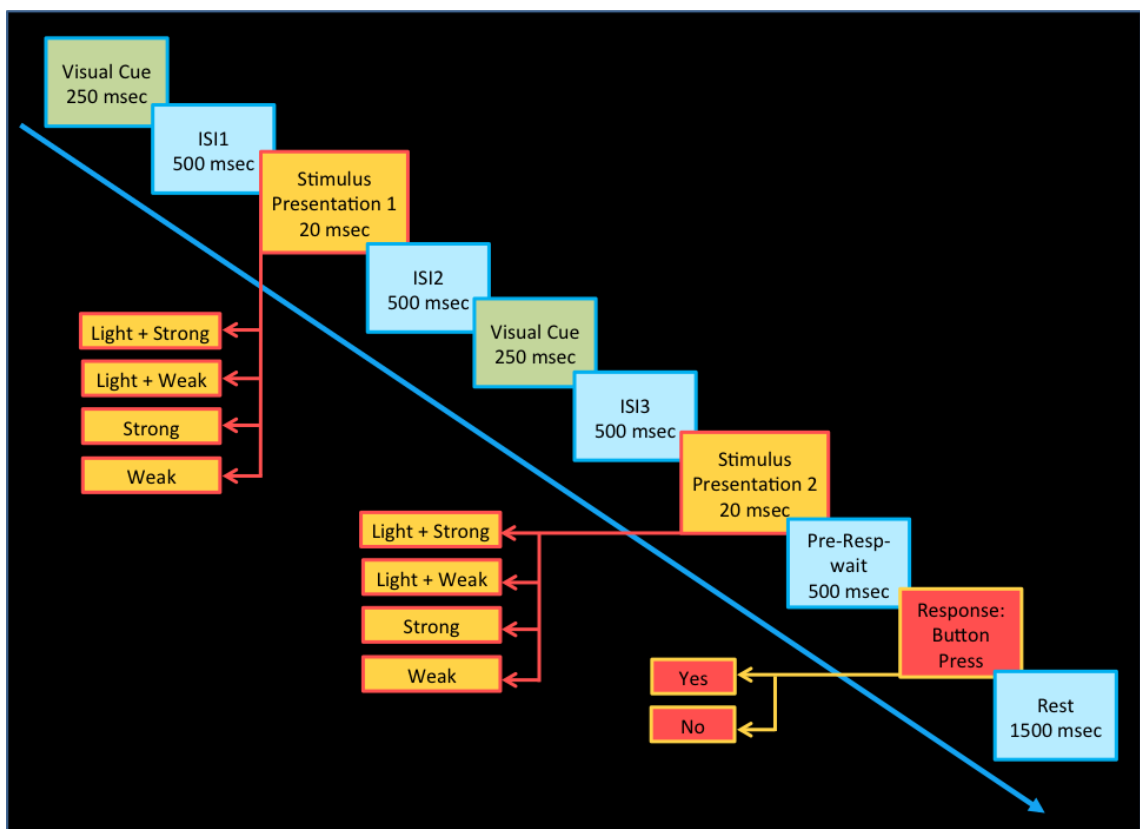 Visual Cue
250 msec
ISI1
500 msec
Stimulus
Presentation 1
20 msec
ISI2
500 msec
Visual Cue
250 msec
Light + Strong
Light + Weak
Strong
Weak
ISI3
500 msec
Stimulus
Presentation 2
20 msec
Light + Strong
Light + Weak
Strong
Weak
Pre-Resp-
wait
500 msec
Response:
Button
Press
Yes
No
Rest
1500 msec